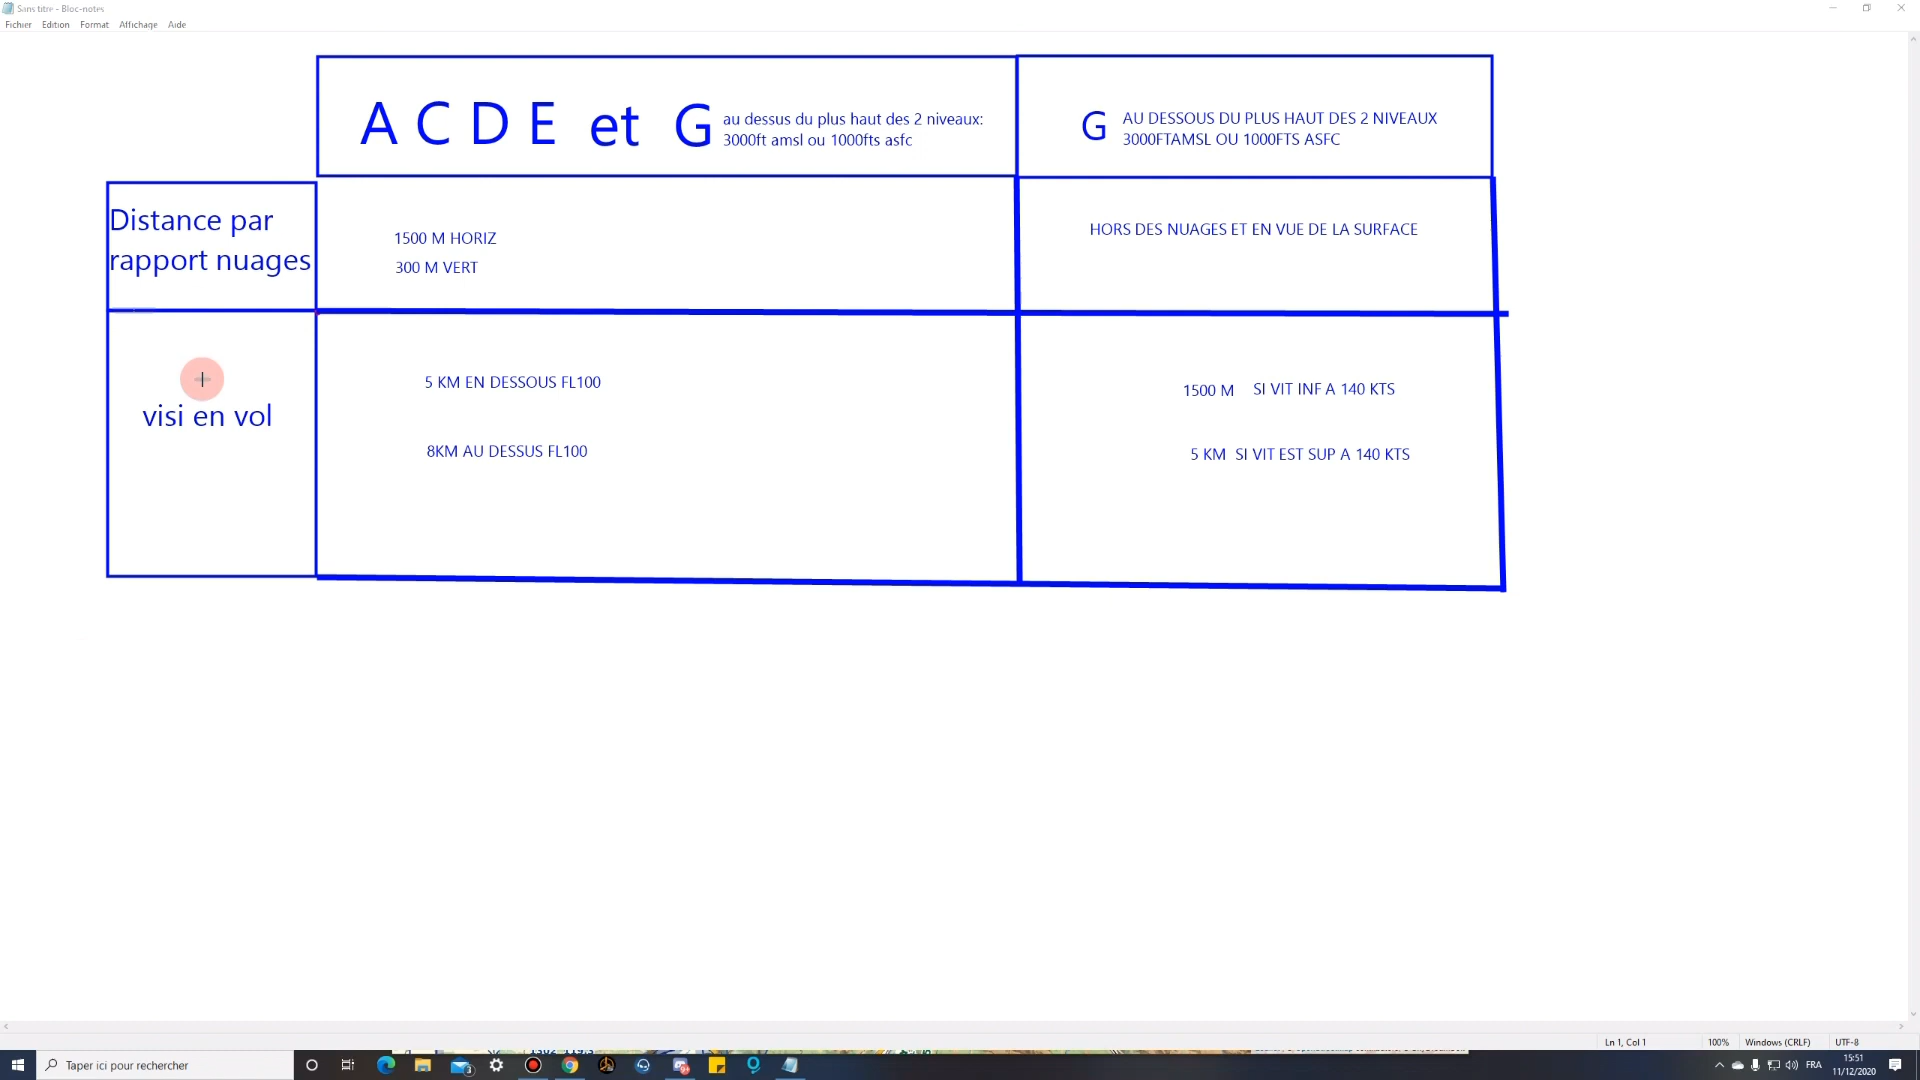 Sans titre - Bloc-notes
Fichier Edition Format Affichage Aide
A C D E et G au dessus du plus haut des 2 niveaux:
3000ft amsl ou 1000fts asfc
G AU DESSOUS DU PLUS HAUT DES 2 NIVEAUX
3000FTAMSL OU 1000FTS ASFC
Distance par
rapport nuages
1500 M HORIZ
300 M VERT
HORS DES NUAGES ET EN VUE DE LA SURFACE
visi en vol
5 KM EN DESSOUS FL100
8KM AU DESSUS FL100
1500 M SI VIT INF A 140 KTS
5 KM SI VIT EST SUP A 140 KTS
Ln 1, Col 1 100% Windows (CRLF) UTF-8
Taper ici pour rechercher
FRA
15:51
11/12/2020